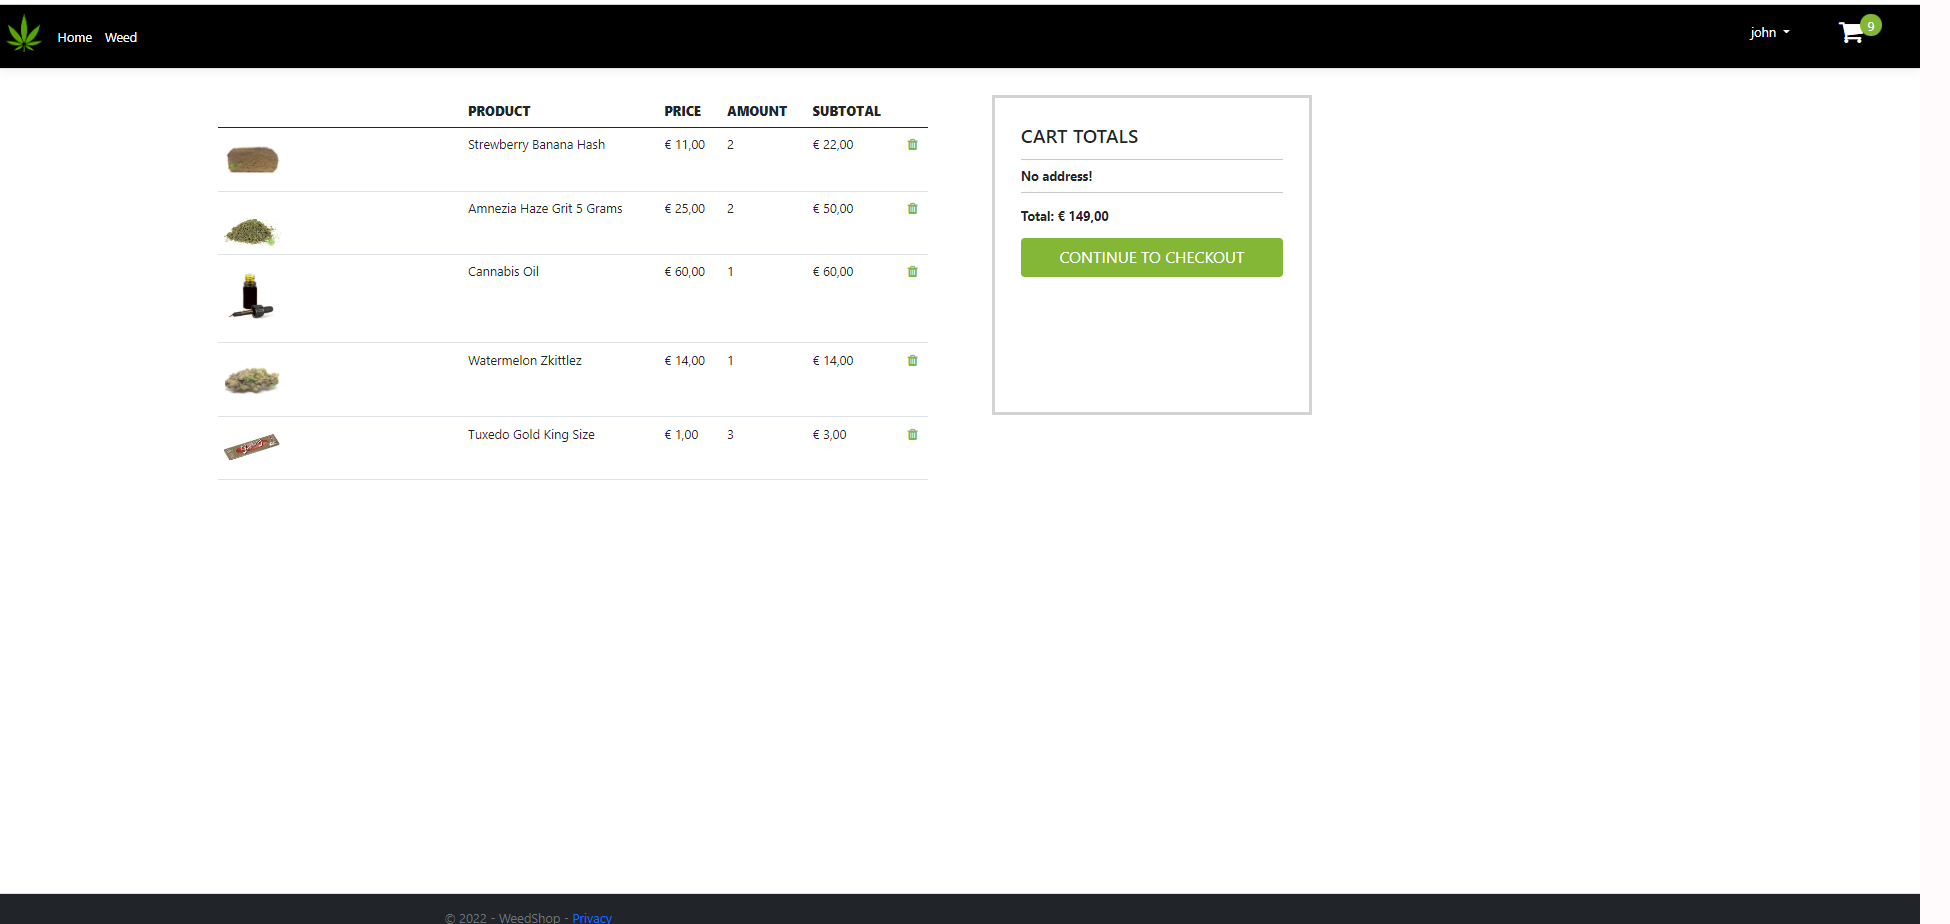 Home Weed john 9
PRODUCT PRICE AMOUNT SUBTOTAL
Strewberry Banana Hash € 11,00 2 € 22,00
Amnezia Haze Grit 5 Grams € 25,00 2 € 50,00
Cannabis Oil € 60,00 1 € 60,00
Watermelon Zkittlez € 14,00 1 € 14,00
Tuxedo Gold King Size € 1,00 3 € 3,00
CART TOTALS
No address!
Total: € 149,00
CONTINUE TO CHECKOUT
© 2022 - WeedShop - Privacy